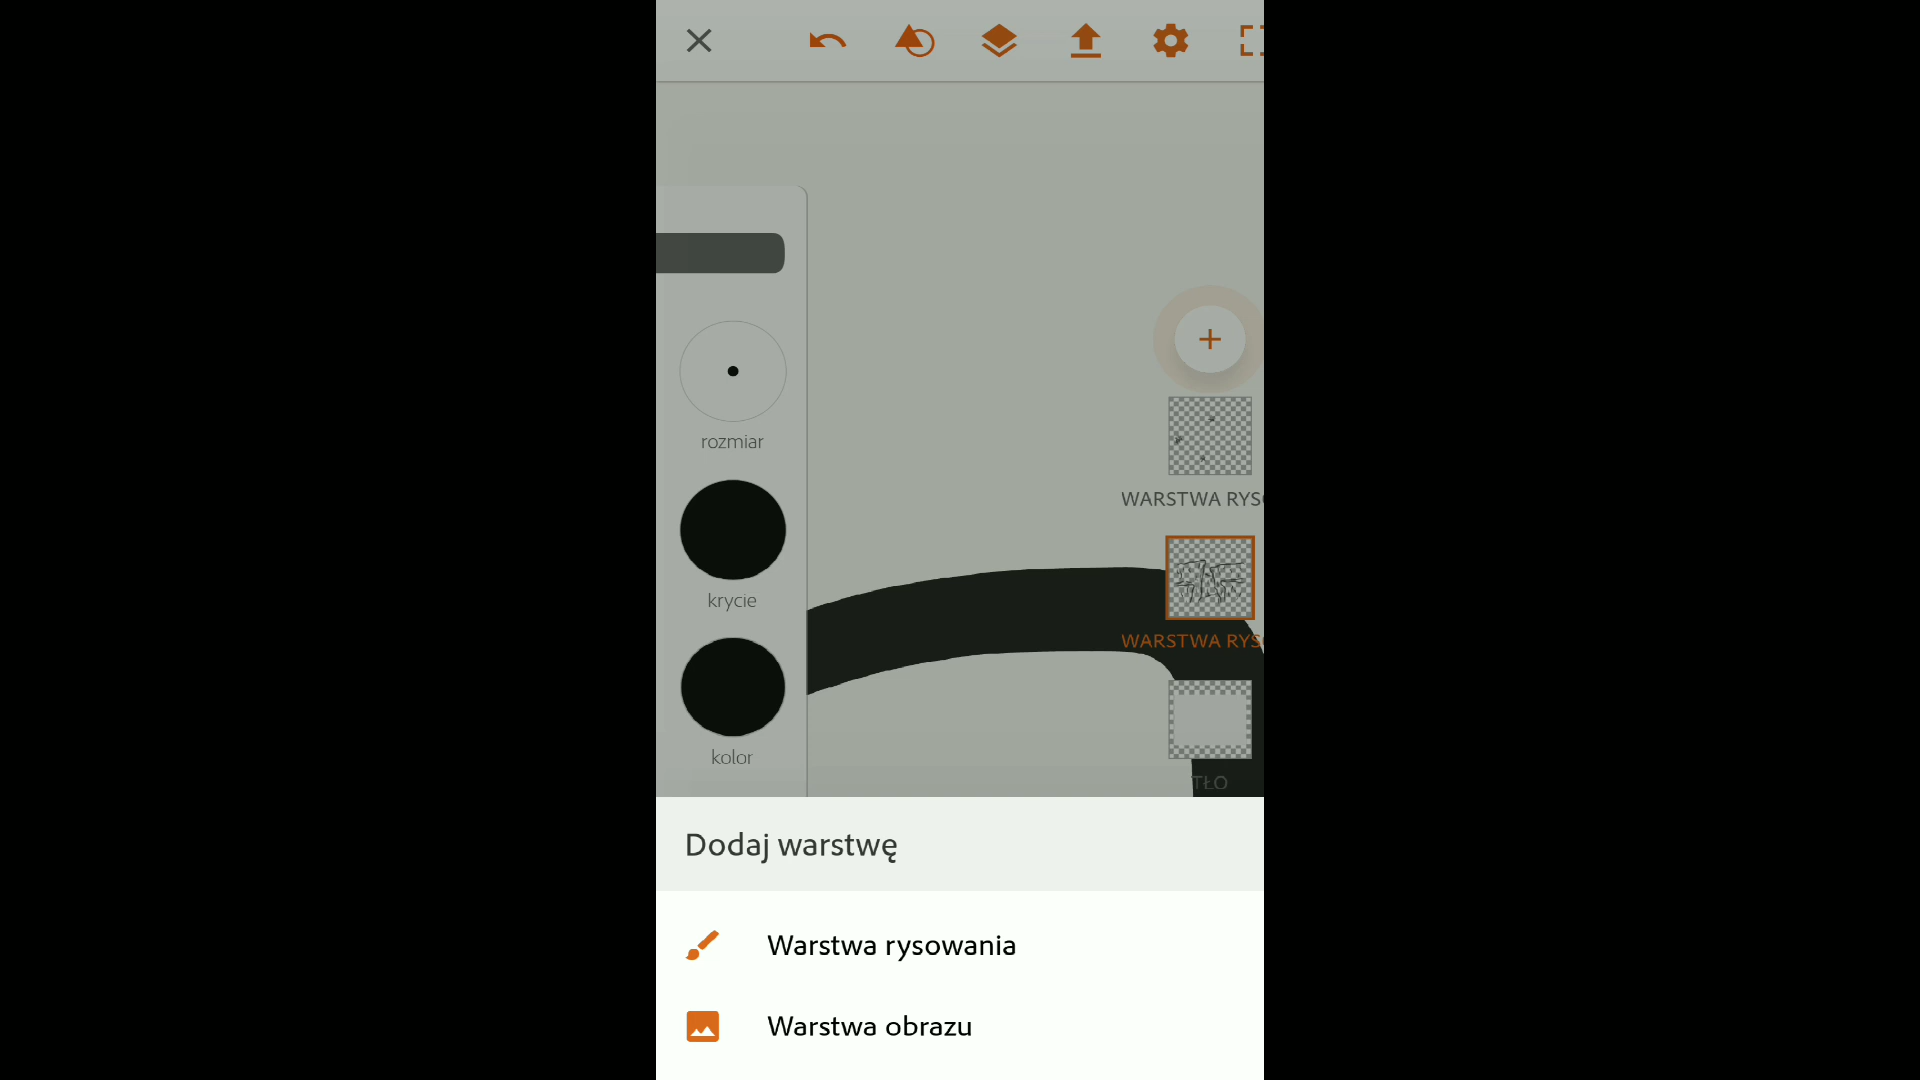 rozmiar
WARSTWA RYS
krycie
WARSTWA RYS
kolor
TŁO
Dodaj warstwę
Warstwa rysowania
Warstwa obrazu